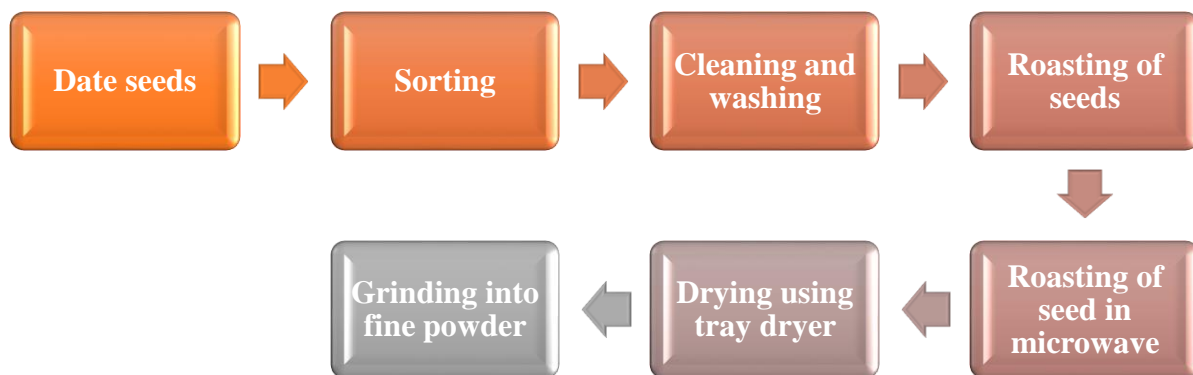 Date seeds
Sorting
Cleaning and
washing
Roasting of
seeds
Roasting of
seed in
microwave
Drying using
tray dryer
Grinding into
fine powder